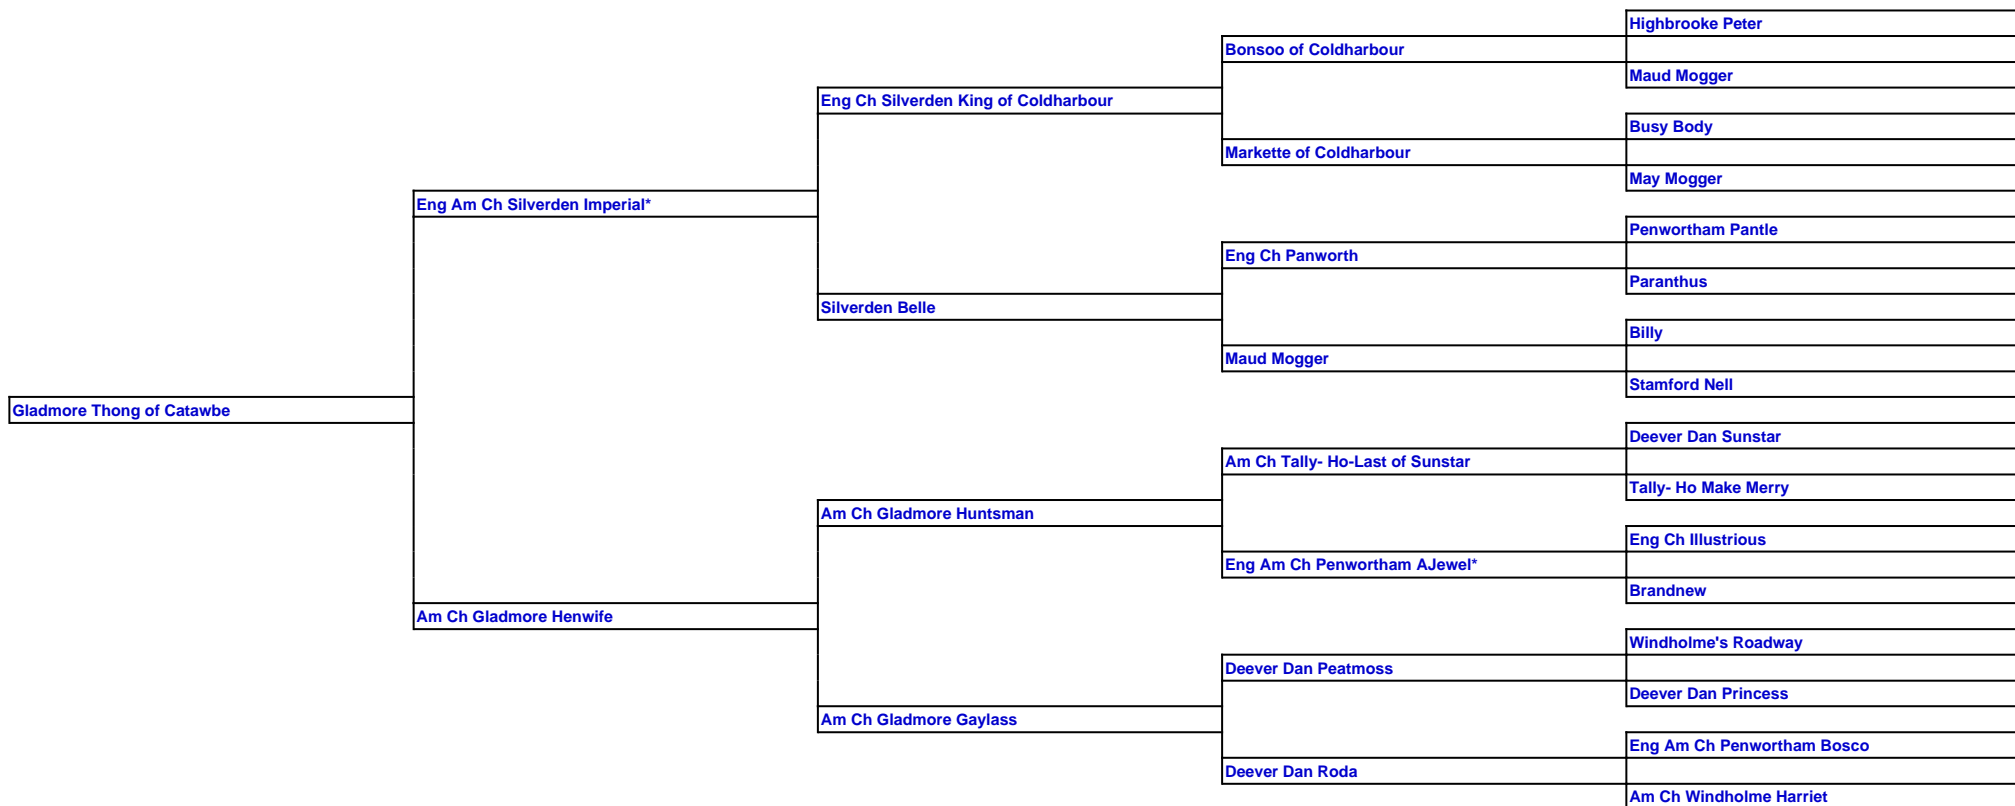 Highbrooke Peter
Bonsoo of Coldharbour
Maud Mogger
Eng Ch Silverden King of Coldharbour
Busy Body
Markette of Coldharbour
May Mogger
Eng Am Ch Silverden Imperial*
Penwortham Pantle
Eng Ch Panworth
Paranthus
Silverden Belle
Billy
Maud Mogger
Stamford Nell
Gladmore Thong of Catawbe
Deever Dan Sunstar
Am Ch Tally- Ho-Last of Sunstar
Tally- Ho Make Merry
Am Ch Gladmore Huntsman
Eng Ch Illustrious
Eng Am Ch Penwortham AJewel*
Brandnew
Am Ch Gladmore Henwife
Windholme's Roadway
Deever Dan Peatmoss
Deever Dan Princess
Am Ch Gladmore Gaylass
Eng Am Ch Penwortham Bosco
Deever Dan Roda
Am Ch Windholme Harriet